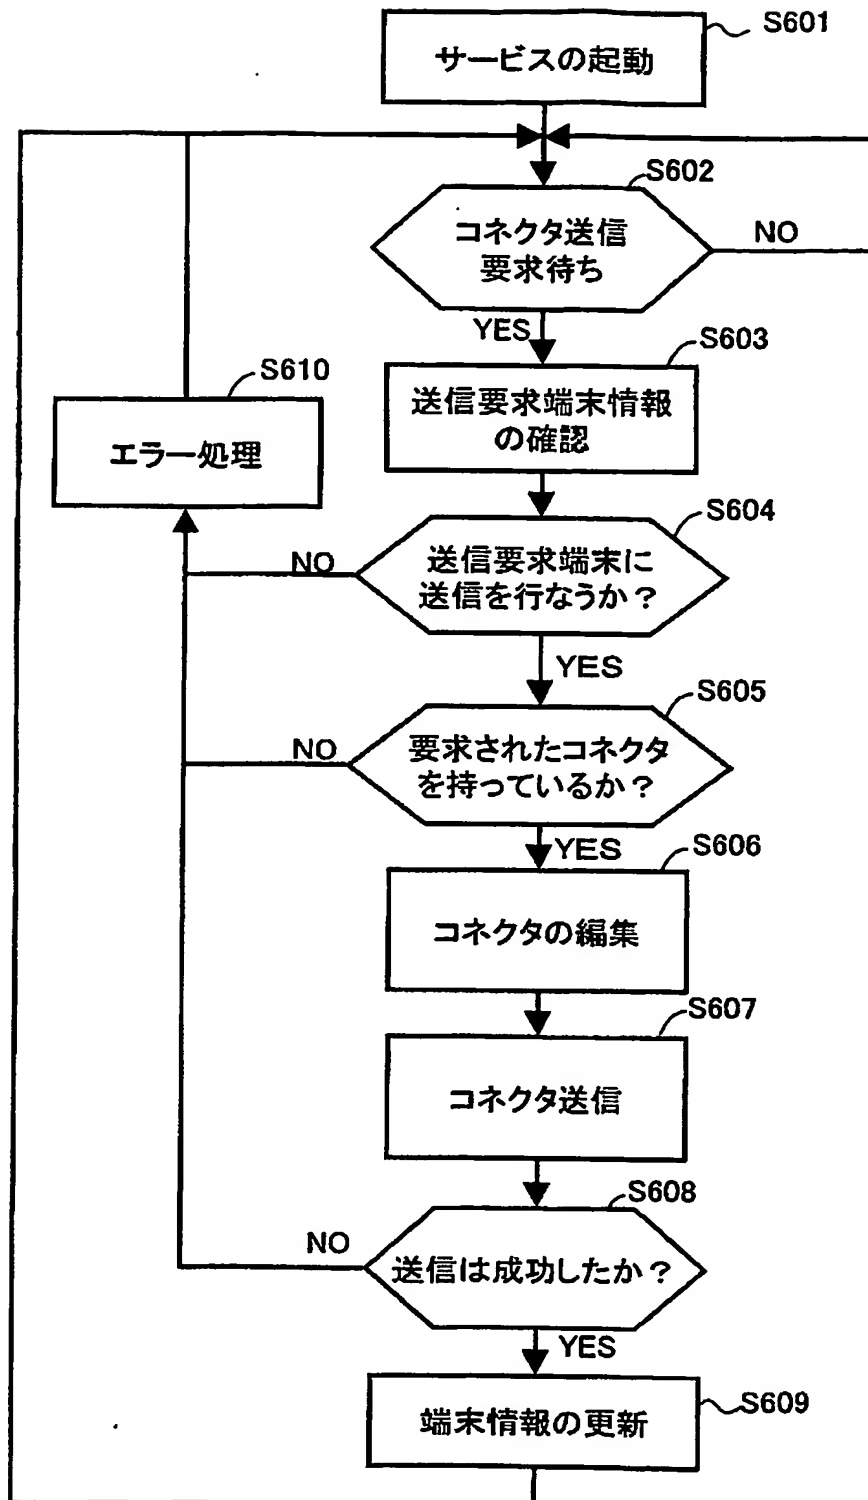 S601
サービスの起動
S602
コネクタ送信
要求待ち
NO
YES
S603
送信要求端末情報
の確認
S610
エラー処理
S604
送信要求端末に
送信を行なうか？
NO
YES
S605
要求されたコネクタ
を持っているか？
NO
YES
S606
コネクタの編集
S607
コネクタ送信
S608
送信は成功したか？
NO
YES
S609
端末情報の更新